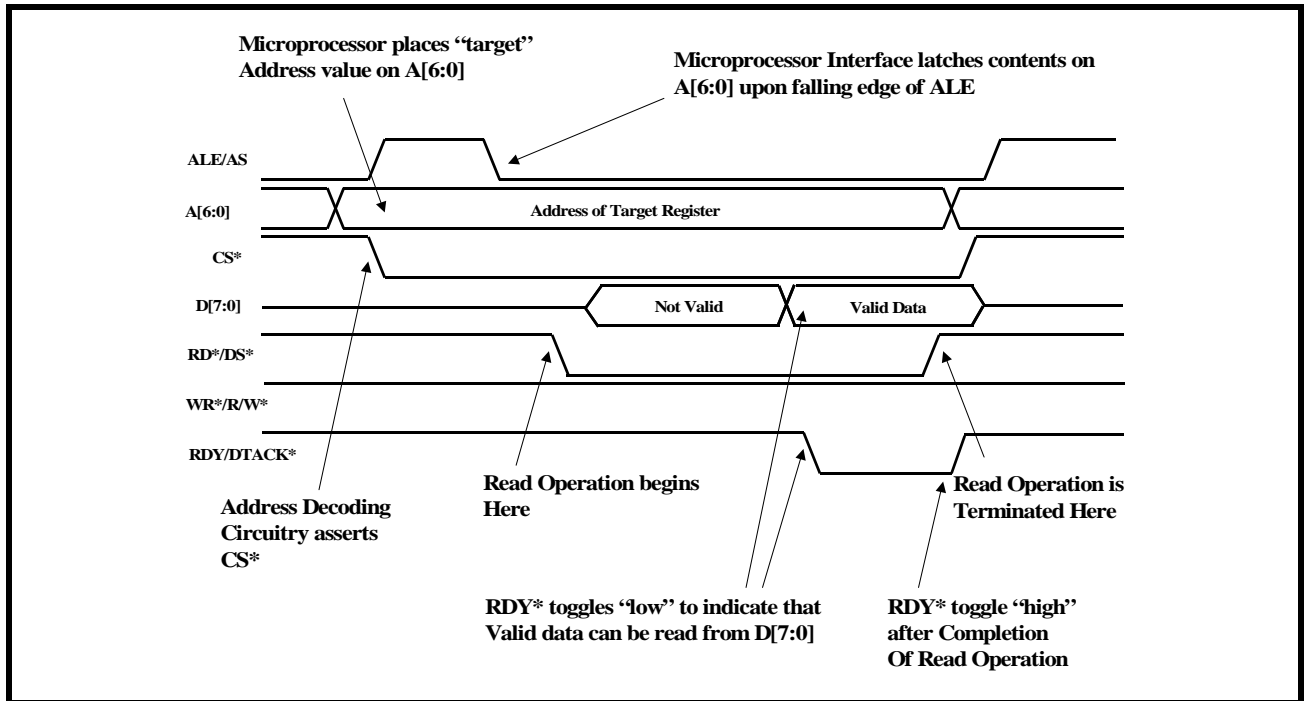 Microprocessor places “target”
Address value on A[6:0]
Microprocessor Interface latches contents on
A[6:0] upon falling edge of ALE
ALE/AS
A[6:0]
Address of Target Register
CS*
D[7:0]
Not Valid
Valid Data
RD*/DS*
WR*/R/W*
RDY/DTACK*
Address Decoding
Circuitry asserts
CS*
Read Operation begins
Here
Read Operation is
Terminated Here
RDY* toggles “low” to indicate that
Valid data can be read from D[7:0]
RDY* toggle “high”
after Completion
Of Read Operation